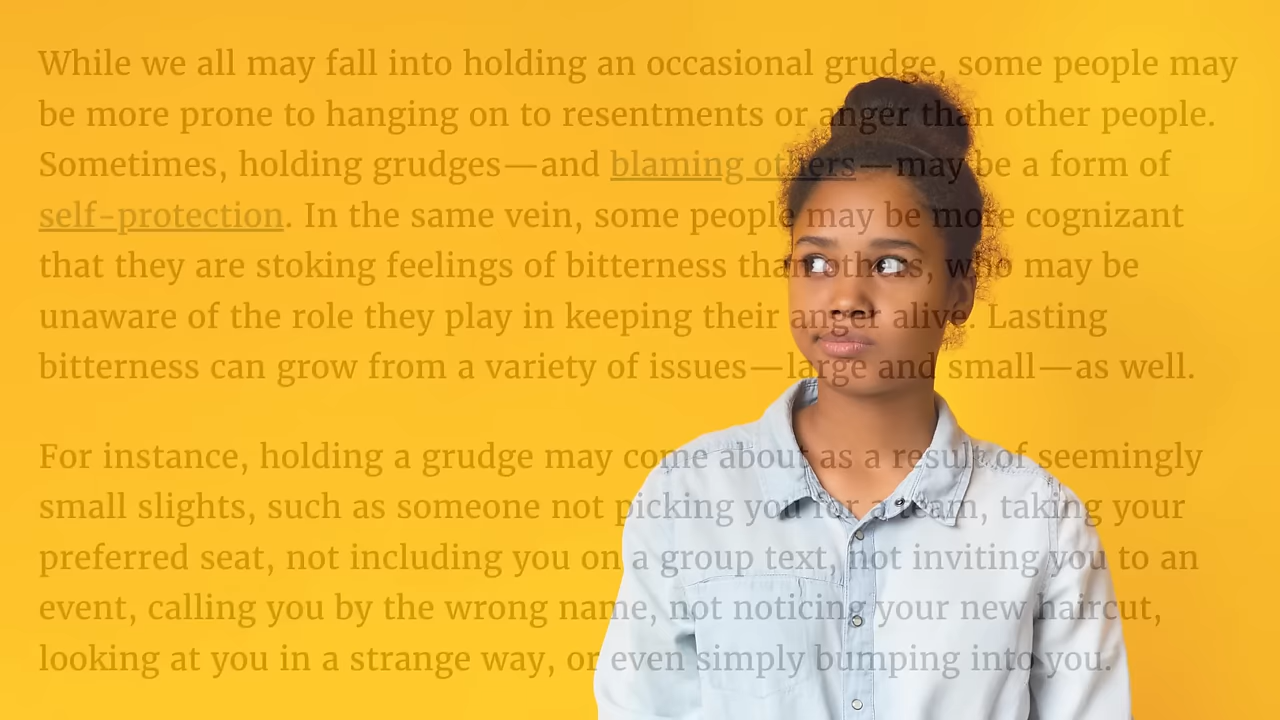 While we all may fall into holding an occasional grudge, some people may
be more prone to hanging on to resentments or anger than other people.
Sometimes, holding grudges—and blaming others—may be a form of
self-protection. In the same vein, some people may be more cognizant
that they are stoking feelings of bitterness than others, who may be
unaware of the role they play in keeping their anger alive. Lasting
bitterness can grow from a variety of issues—large and small—as well.
For instance, holding a grudge may come about as a result of seemingly
small slights, such as someone not picking you for a team, taking your
preferred seat, not including you on a group text, not inviting you to an
event, calling you by the wrong name, not noticing your new haircut,
looking at you in a strange way, or even simply bumping into you.